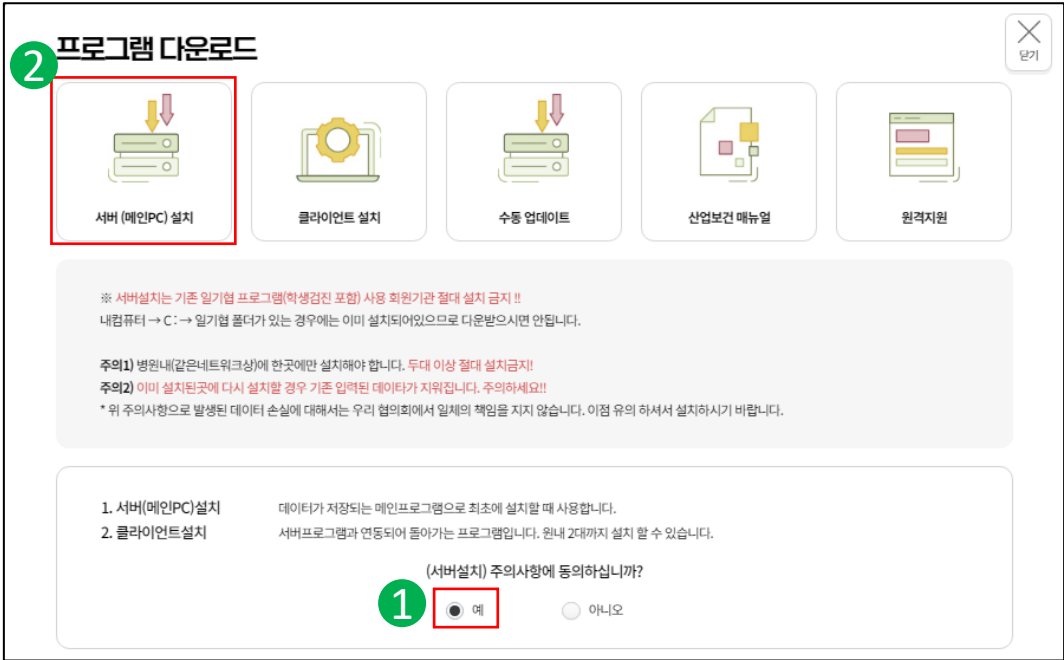 프로그램 다운로드
닫기
2
서버 (메인PC) 설치
클라이언트 설치
수동 업데이트
산업보건 매뉴얼
원격지원
※ 서버설치는 기존 일기협 프로그램(학생검진 포함) 사용 회원기관 절대 설치 금지 !!
내컴퓨터 → C : → 일기협 폴더가 있는 경우에는 이미 설치되어있으므로 다운받으시면 안됩니다.
주의1) 병원내(같은네트워크상)에 한곳에만 설치해야 합니다. 두대 이상 절대 설치금지!
주의2) 이미 설치된곳에 다시 설치할 경우 기존 입력된 데이타가 지워집니다. 주의하세요!!
* 위 주의사항으로 발생된 데이터 손실에 대해서는 우리 협의회에서 일체의 책임을 지지 않습니다. 이점 유의 하셔서 설치하시기 바랍니다.
1. 서버(메인PC)설치 데이터가 저장되는 메인프로그램으로 최초에 설치할 때 사용합니다.
2. 클라이언트설치 서버프로그램과 연동되어 돌아가는 프로그램입니다. 원내 2대까지 설치 할 수 있습니다.
(서버설치) 주의사항에 동의하십니까?
1
예
아니오